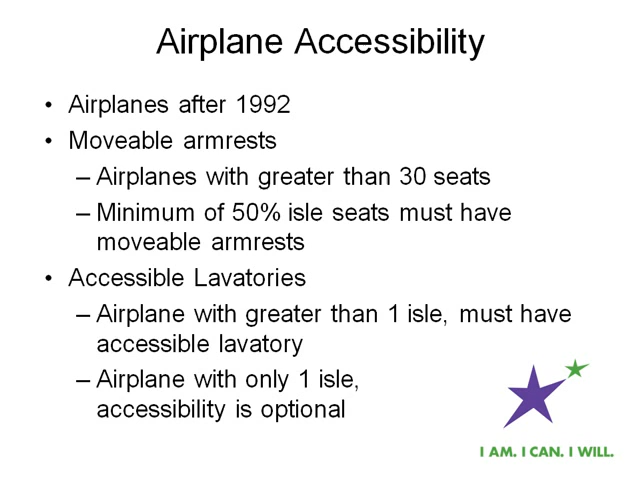 Airplane Accessibility
• Airplanes after 1992
• Moveable armrests
– Airplanes with greater than 30 seats
– Minimum of 50% isle seats must have
moveable armrests
• Accessible Lavatories
– Airplane with greater than 1 isle, must have
accessible lavatory
– Airplane with only 1 isle,
accessibility is optional
I AM. I CAN. I WILL.